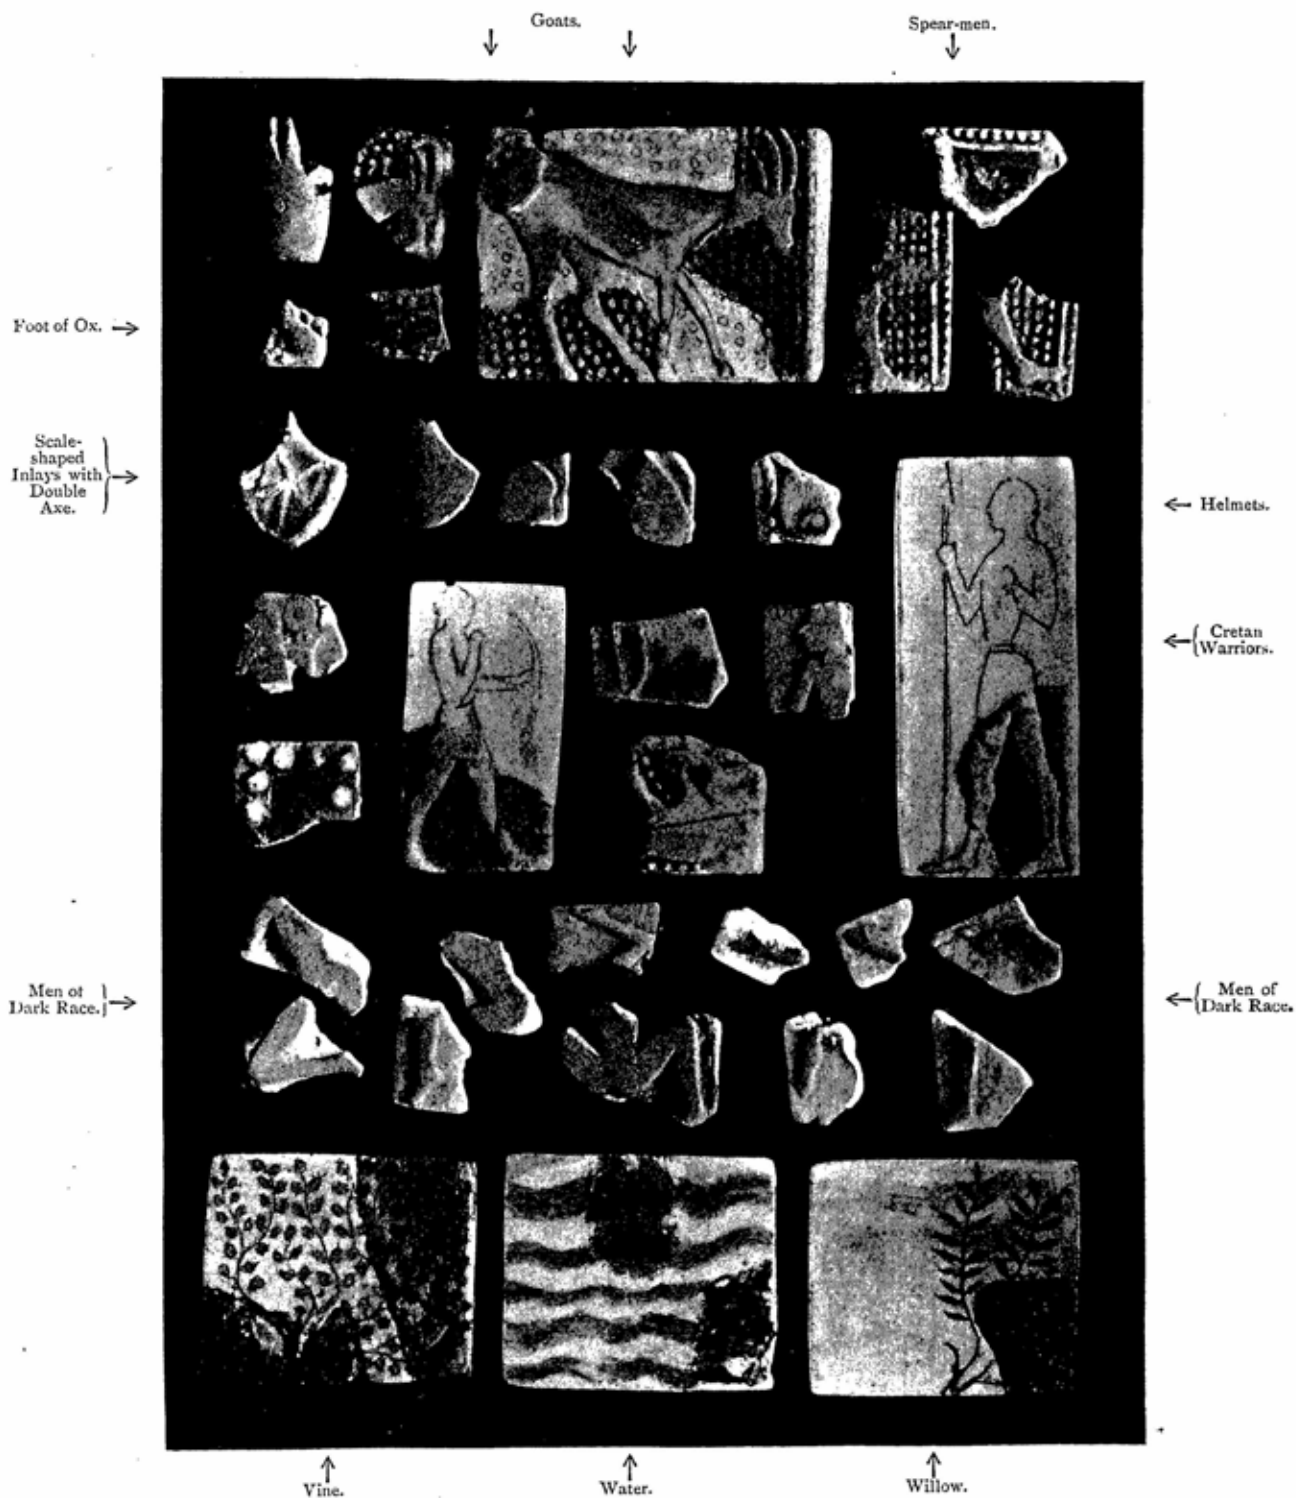 Goats.
Spear-men.
Foot of Ox.
Scale-
shaped
Inlays with
Double
Axe.
Helmets.
Cretan
Warriors.
Men of
Dark Race.
Men of
Dark Race.
Vine.
Water.
Willow.